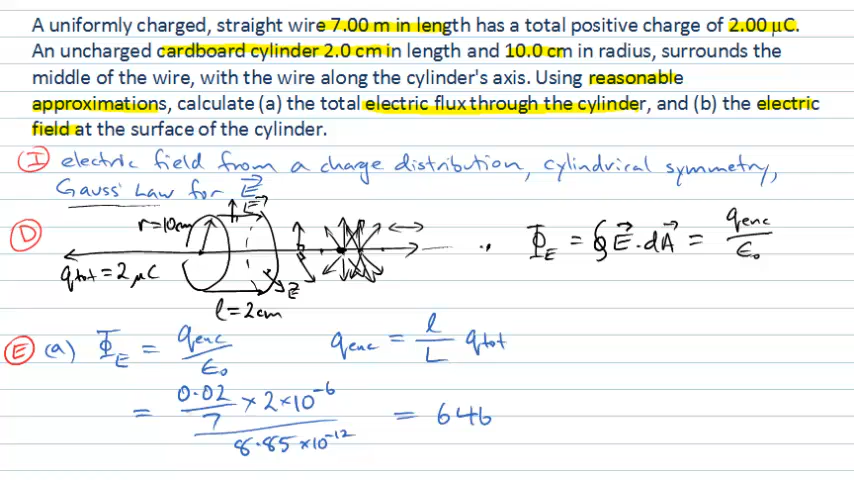 A uniformly charged, straight wire 7.00 m in length has a total positive charge of 2.00 μC.
An uncharged cardboard cylinder 2.0 cm in length and 10.0 cm in radius, surrounds the
middle of the wire, with the wire along the cylinder's axis. Using reasonable
approximations, calculate (a) the total electric flux through the cylinder, and (b) the electric
field at the surface of the cylinder.
I electric field from a charge distribution, cylindrical symmetry,
Gauss' Law for E⃗
D r=10cm E⃗
q_tot = 2 μC E⃗ ∴ Φ_E = ∮ E⃗ · dA⃗ = q_enc / ε₀
l = 2cm
E (a) Φ_E = q_enc / ε₀ q_enc = l / L q_tot
= 0.02 / 7 × 2×10⁻⁶ / 8.85 ×10⁻¹² = 646